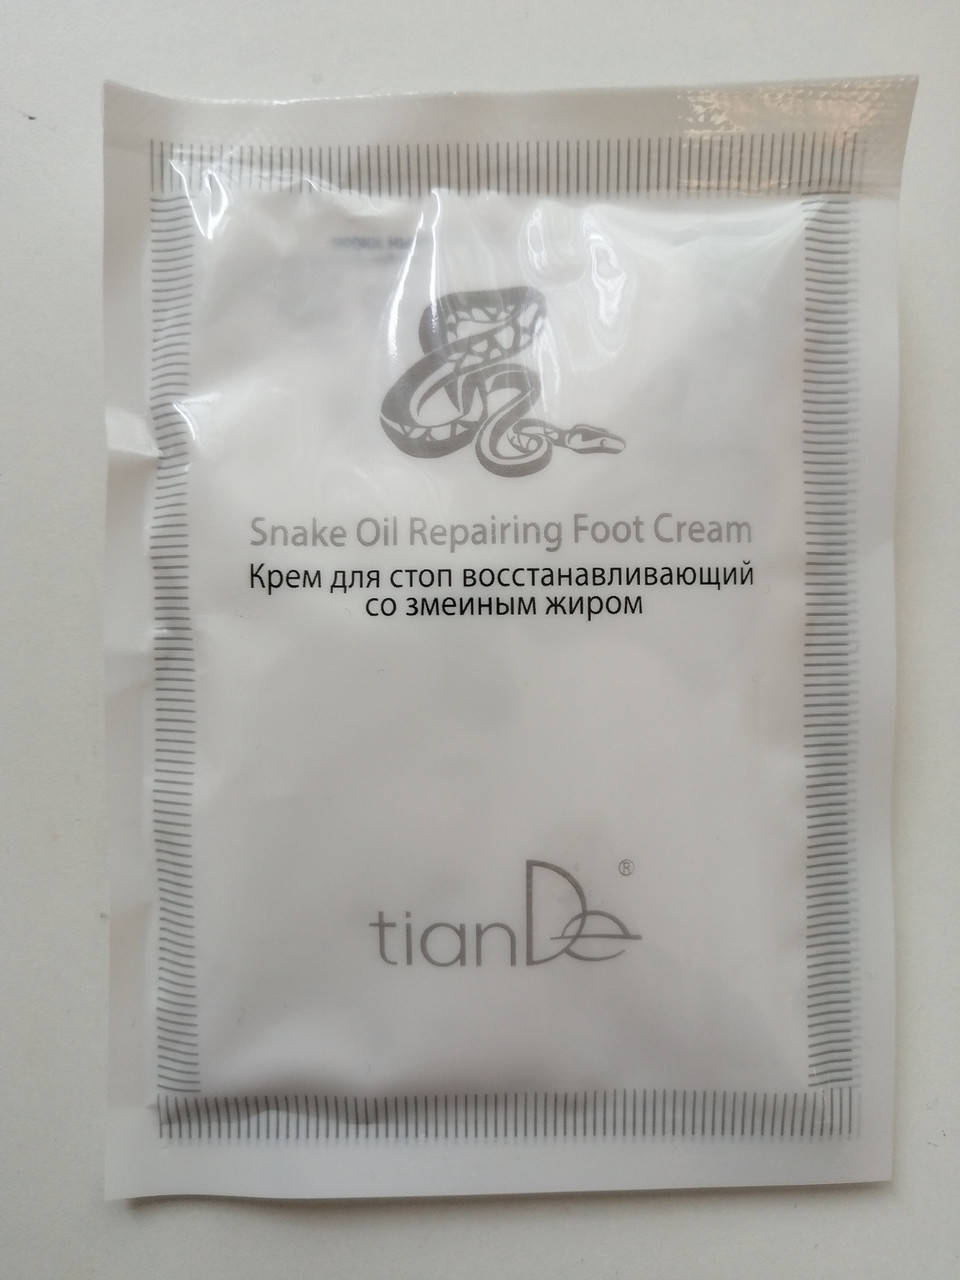 Snake Oil Repairing Foot Cream
Крем для стоп восстанавливающий
со змеиным жиром
tianDe®